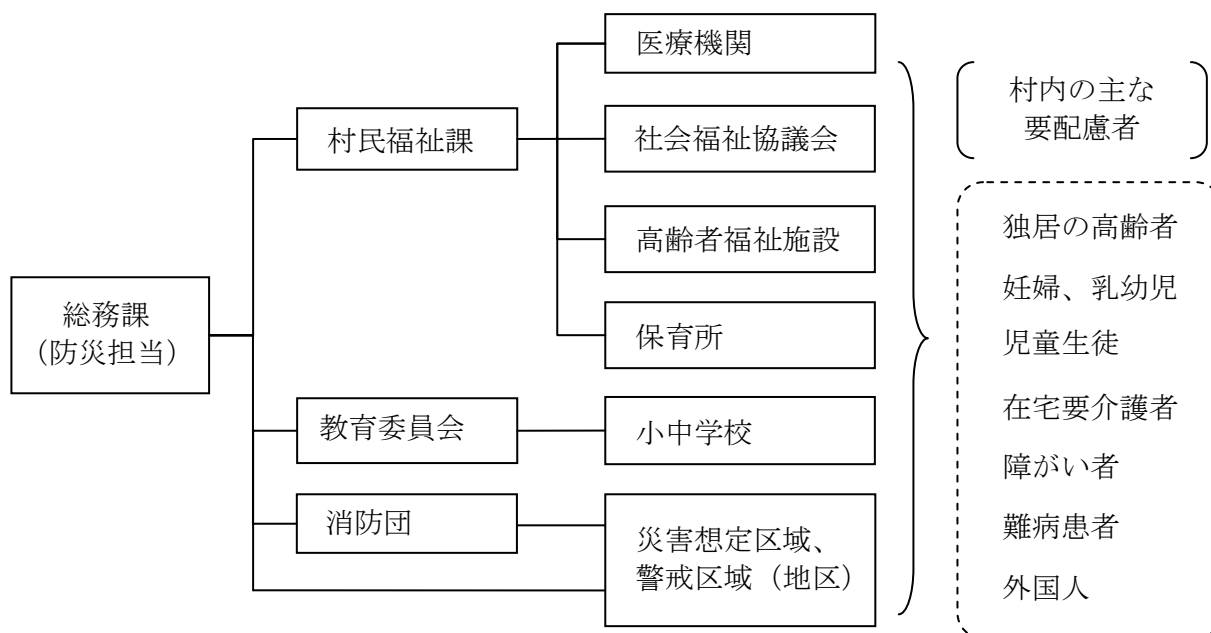 総務課
（防災担当）
村民福祉課
教育委員会
消防団
医療機関
社会福祉協議会
高齢者福祉施設
保育所
小中学校
災害想定区域、
警戒区域（地区）
村内の主な
要配慮者
独居の高齢者
妊婦、乳幼児
児童生徒
在宅要介護者
障がい者
難病患者
外国人